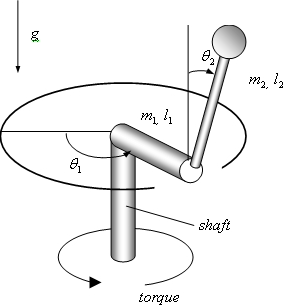 g
θ₂
m₂, l₂
m₁, l₁
θ₁
shaft
torque